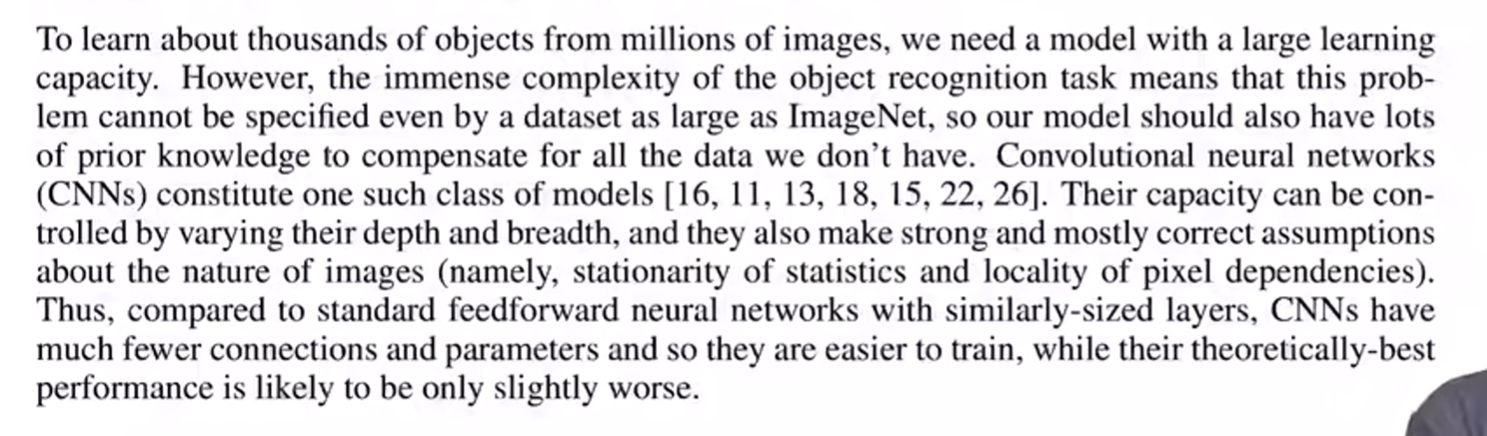 To learn about thousands of objects from millions of images, we need a model with a large learning
capacity. However, the immense complexity of the object recognition task means that this prob-
lem cannot be specified even by a dataset as large as ImageNet, so our model should also have lots
of prior knowledge to compensate for all the data we don't have. Convolutional neural networks
(CNNs) constitute one such class of models [16, 11, 13, 18, 15, 22, 26]. Their capacity can be con-
trolled by varying their depth and breadth, and they also make strong and mostly correct assumptions
about the nature of images (namely, stationarity of statistics and locality of pixel dependencies).
Thus, compared to standard feedforward neural networks with similarly-sized layers, CNNs have
much fewer connections and parameters and so they are easier to train, while their theoretically-best
performance is likely to be only slightly worse.